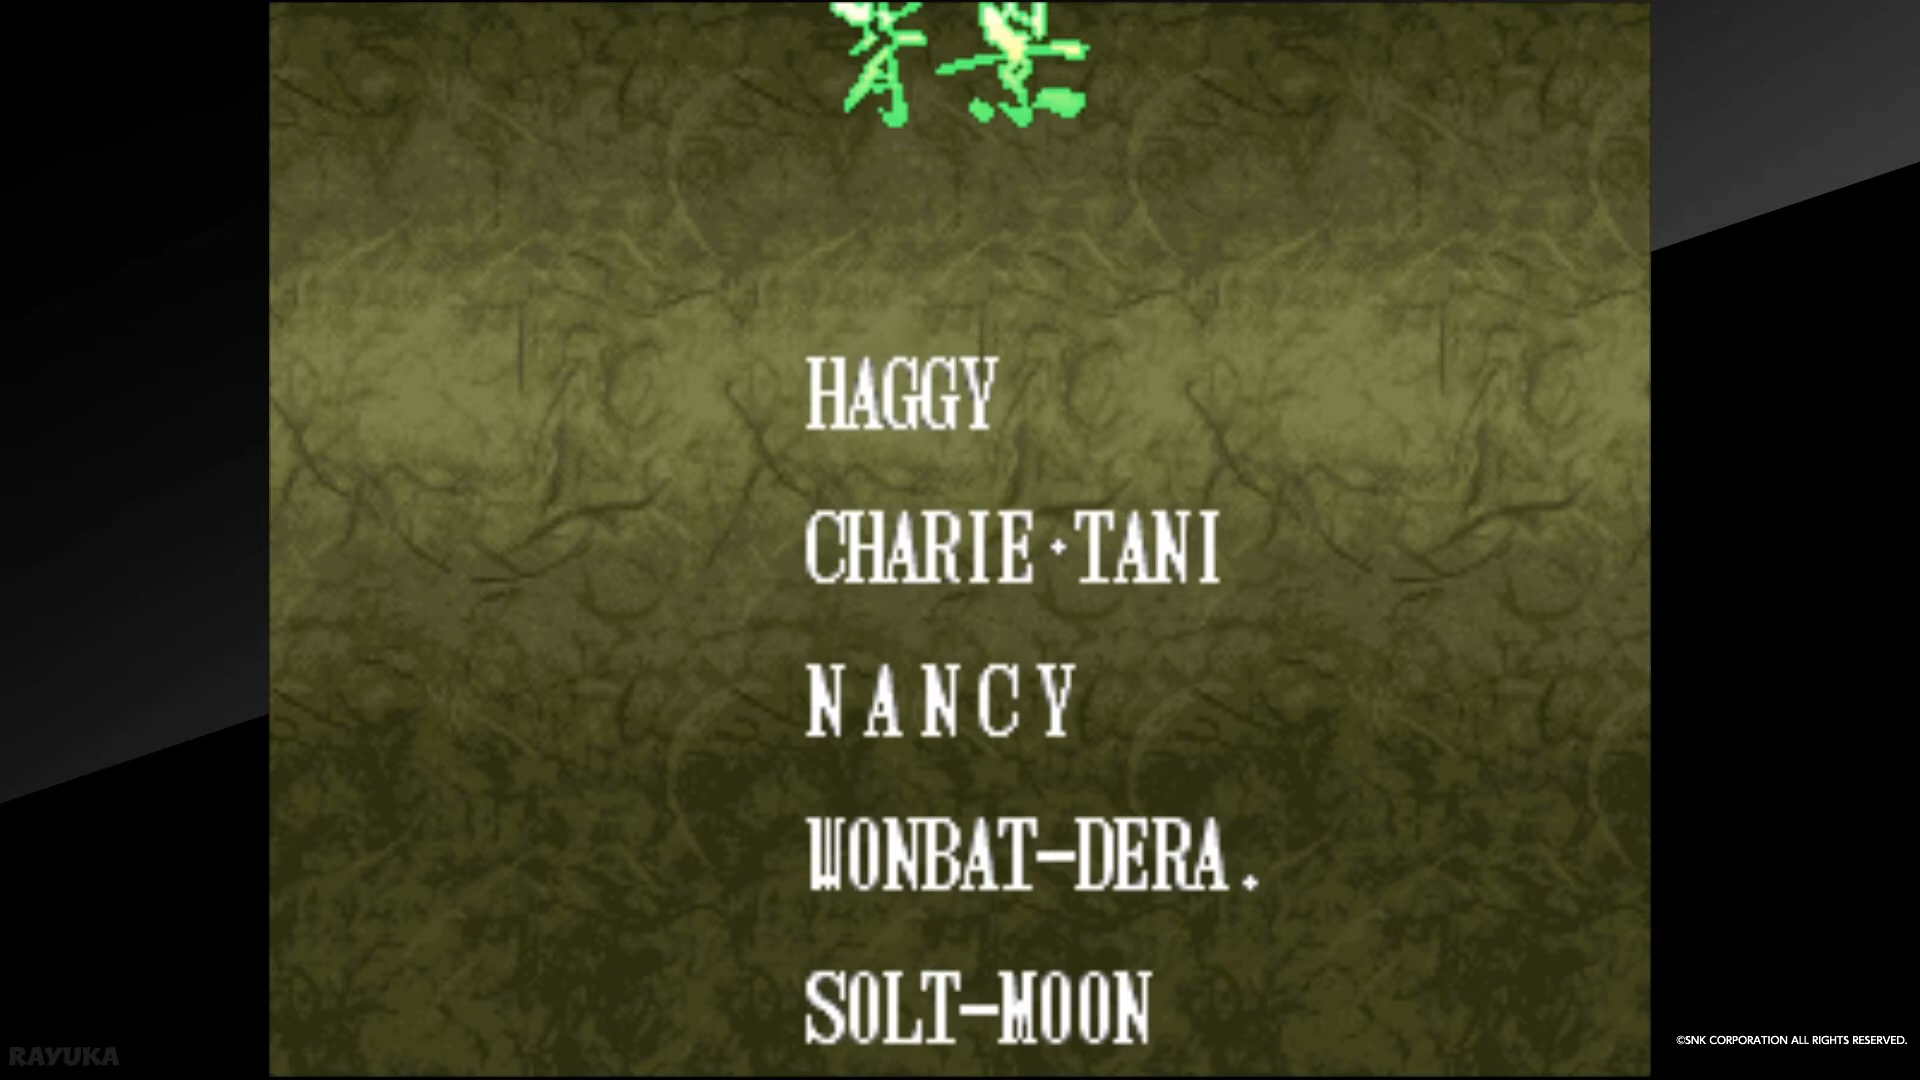 HAGGY
CHARIE·TANI
NANCY
WONBAT-DERA.
SOLT-MOON
RAYUKA
©SNK CORPORATION ALL RIGHTS RESERVED.